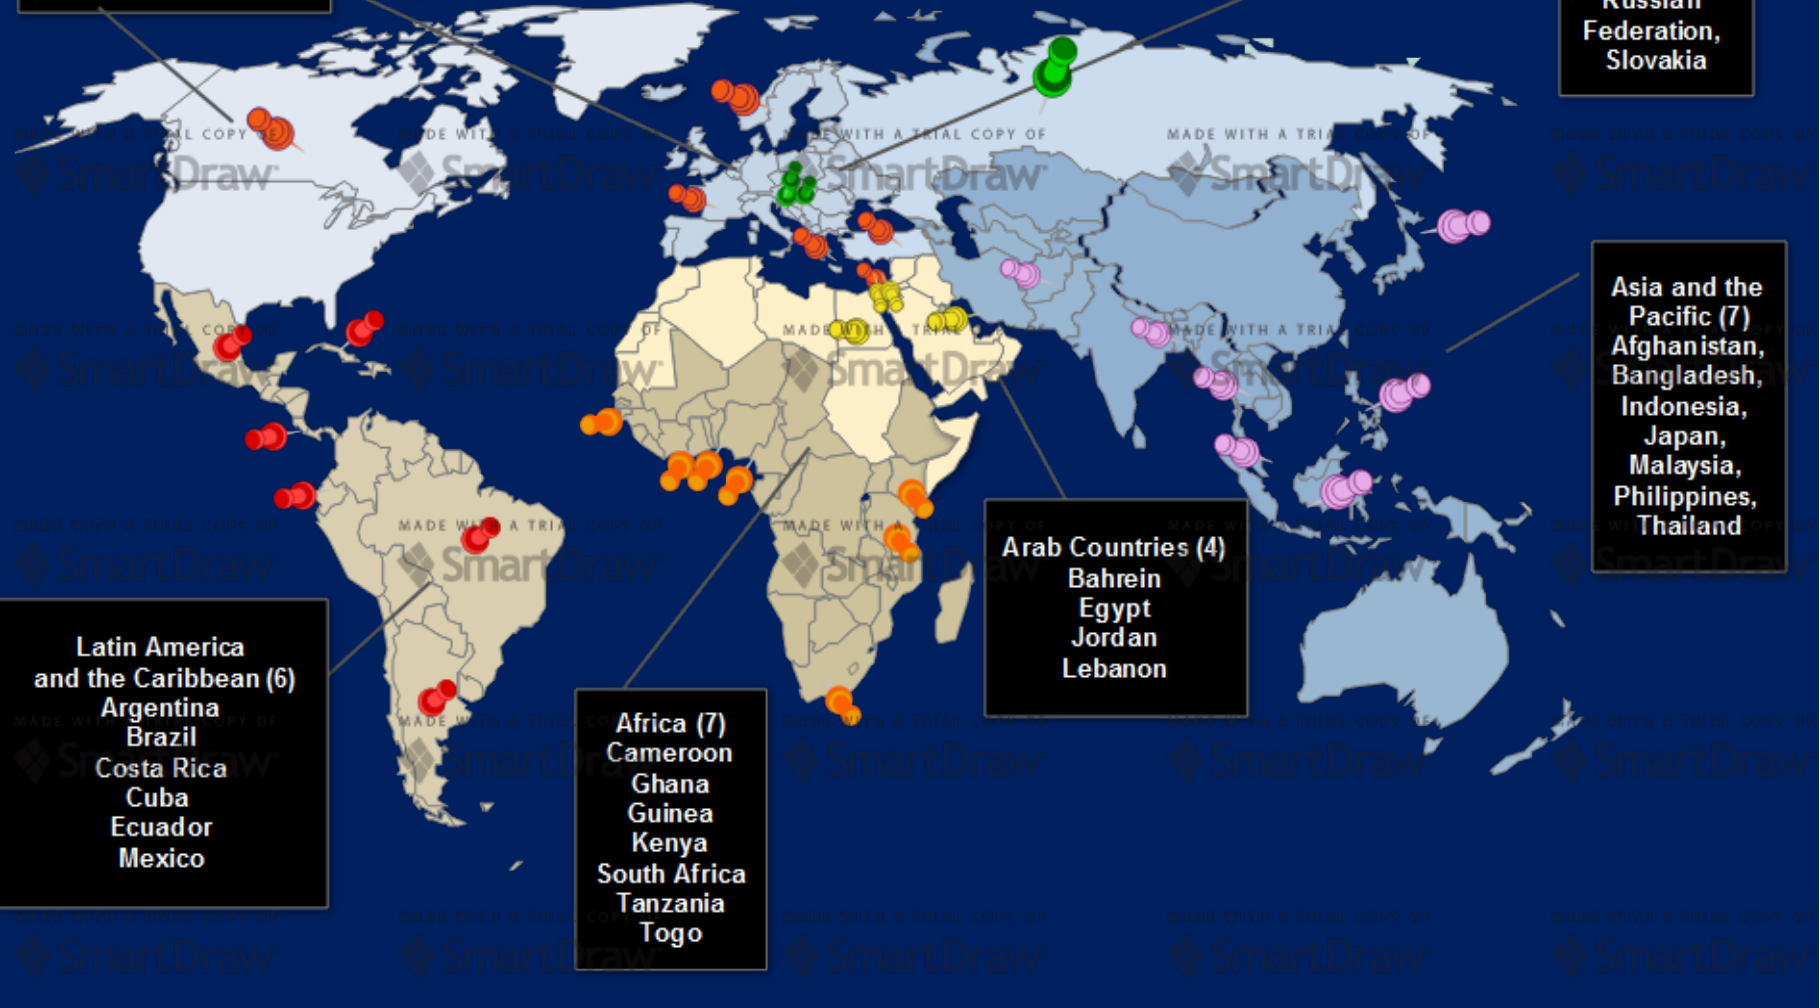 Russian
Federation,
Slovakia
Asia and the
Pacific (7)
Afghanistan,
Bangladesh,
Indonesia,
Japan,
Malaysia,
Philippines,
Thailand
Arab Countries (4)
Bahrein
Egypt
Jordan
Lebanon
Latin America
and the Caribbean (6)
Argentina
Brazil
Costa Rica
Cuba
Ecuador
Mexico
Africa (7)
Cameroon
Ghana
Guinea
Kenya
South Africa
Tanzania
Togo
MADE WITH A TRIAL COPY OF
SmartDraw